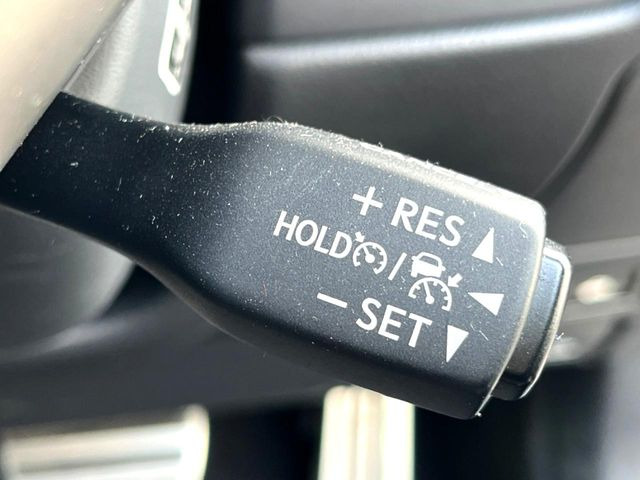 + RES
HOLD /
- SET